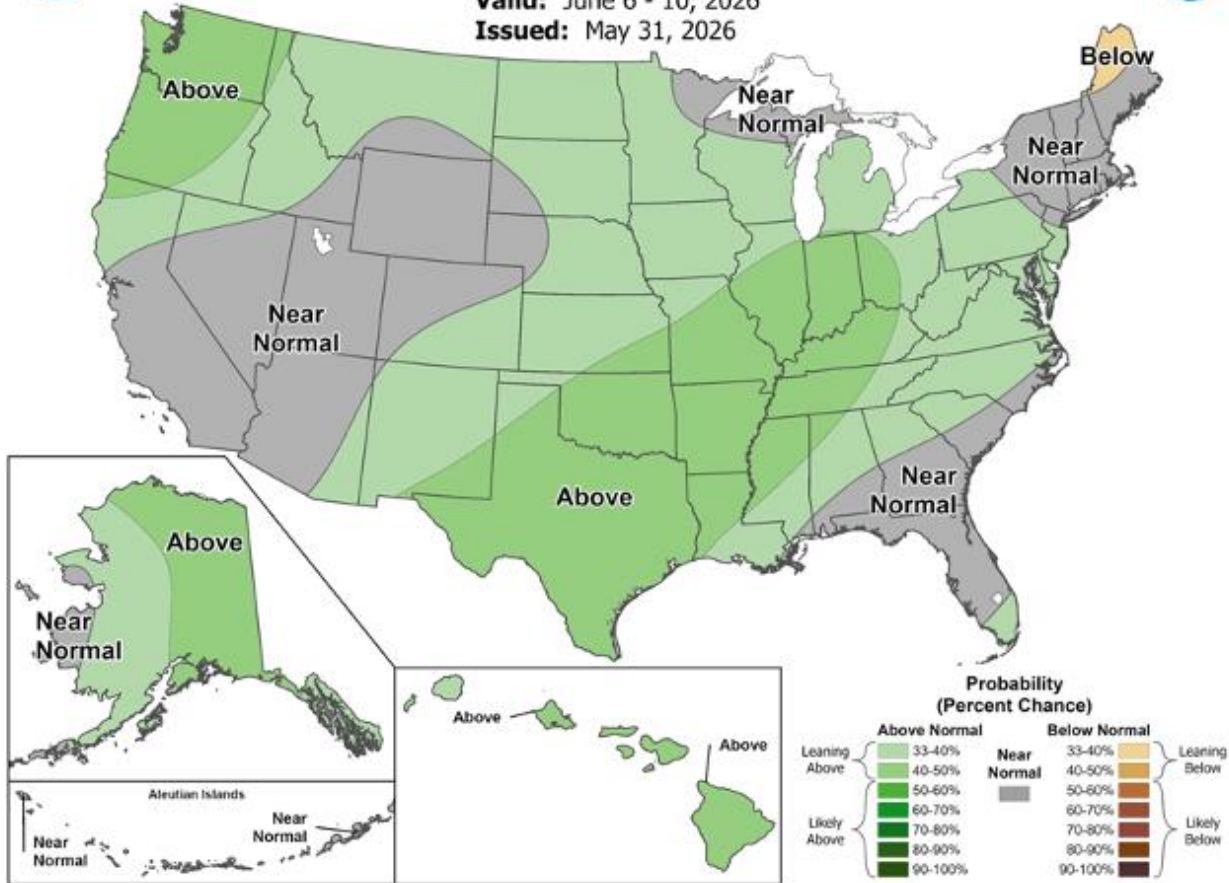 Valid: June 6 - 10, 2026
Issued: May 31, 2026
Above
Near
Normal
Below
Near
Normal
Near
Normal
Above
Near
Normal
Above
Near
Normal
Above
Above
Aleutian Islands
Near
Normal
Near
Normal
Probability
(Percent Chance)
Above Normal
Below Normal
Leaning
Above
33-40%
40-50%
Near
Normal
33-40%
40-50%
Leaning
Below
Likely
Above
50-60%
60-70%
70-80%
80-90%
90-100%
50-60%
60-70%
70-80%
80-90%
90-100%
Likely
Below